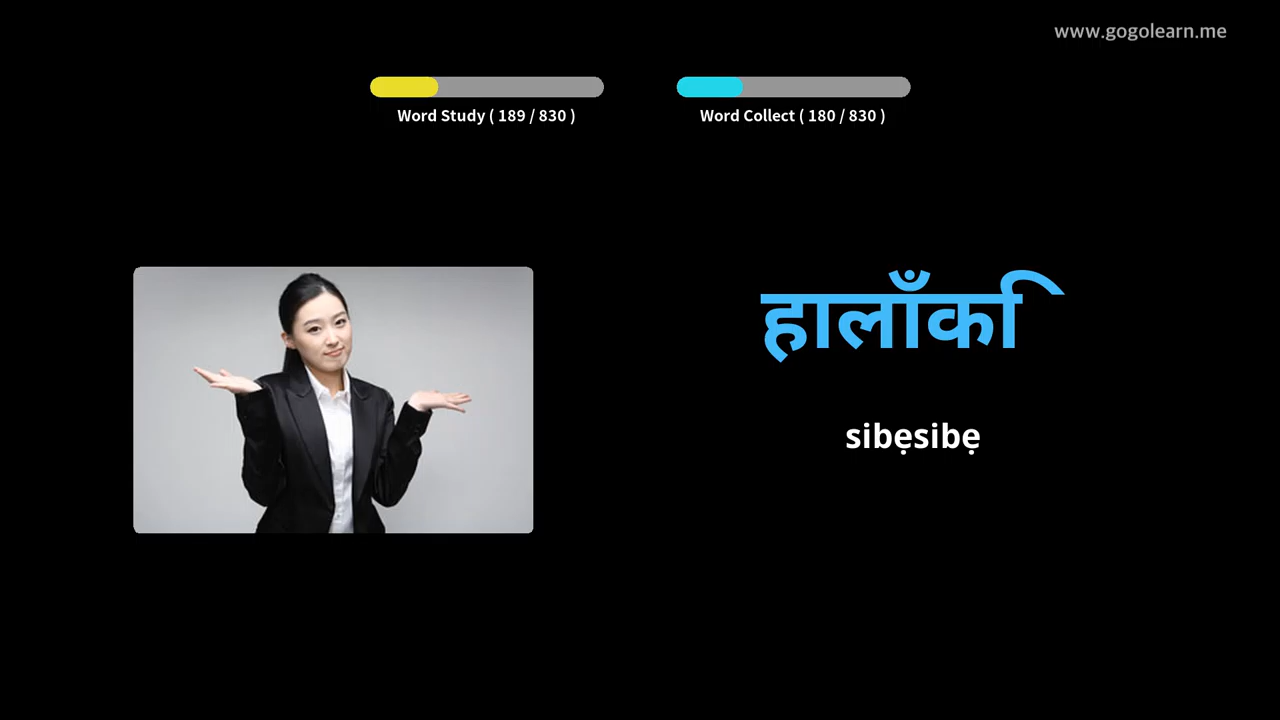 www.gogolearn.me
Word Study ( 189 / 830 )
Word Collect ( 180 / 830 )
हालाँकि
sibẹsibẹ